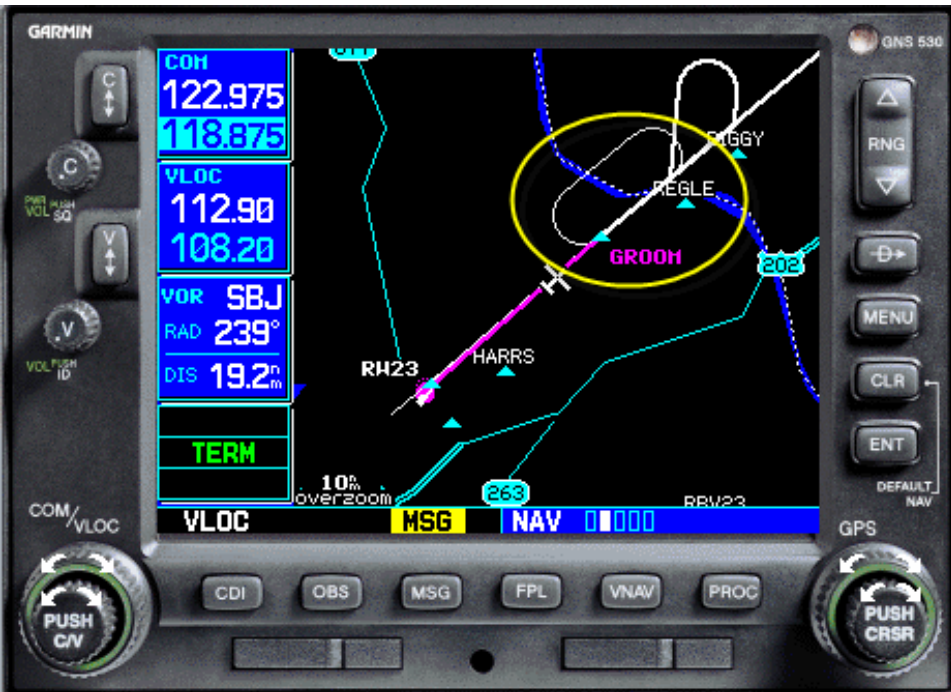 GARMIN
GNS 530
C
COM
122.975
118.875
C
PWR
VOL PUSH
SQ
V
VLOC
112.90
108.20
V
VOL PUSH
ID
VOR SBJ
RAD 239°
DIS 19.2nm
TERM
REGLE
GROOM
202
HARRS
RW23
10nm
overzoom
263
VLOC MSG NAV
RNG
D
MENU
CLR
ENT
DEFAULT
NAV
COM/VLOC
GPS
PUSH
C/V
CDI OBS MSG FPL VNAV PROC
PUSH
CRSR